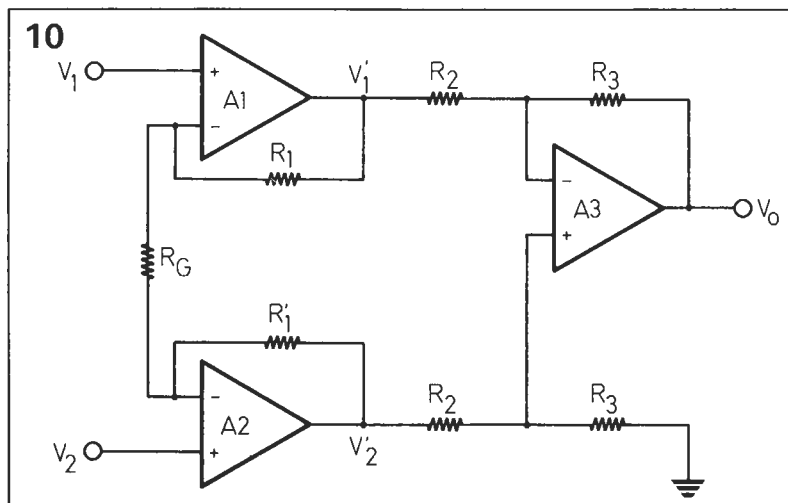 10
V1
+
A1
−
V'1
R2
R3
R1
−
A3
+
Vo
RG
R'1
−
A2
+
V2
V'2
R2
R3